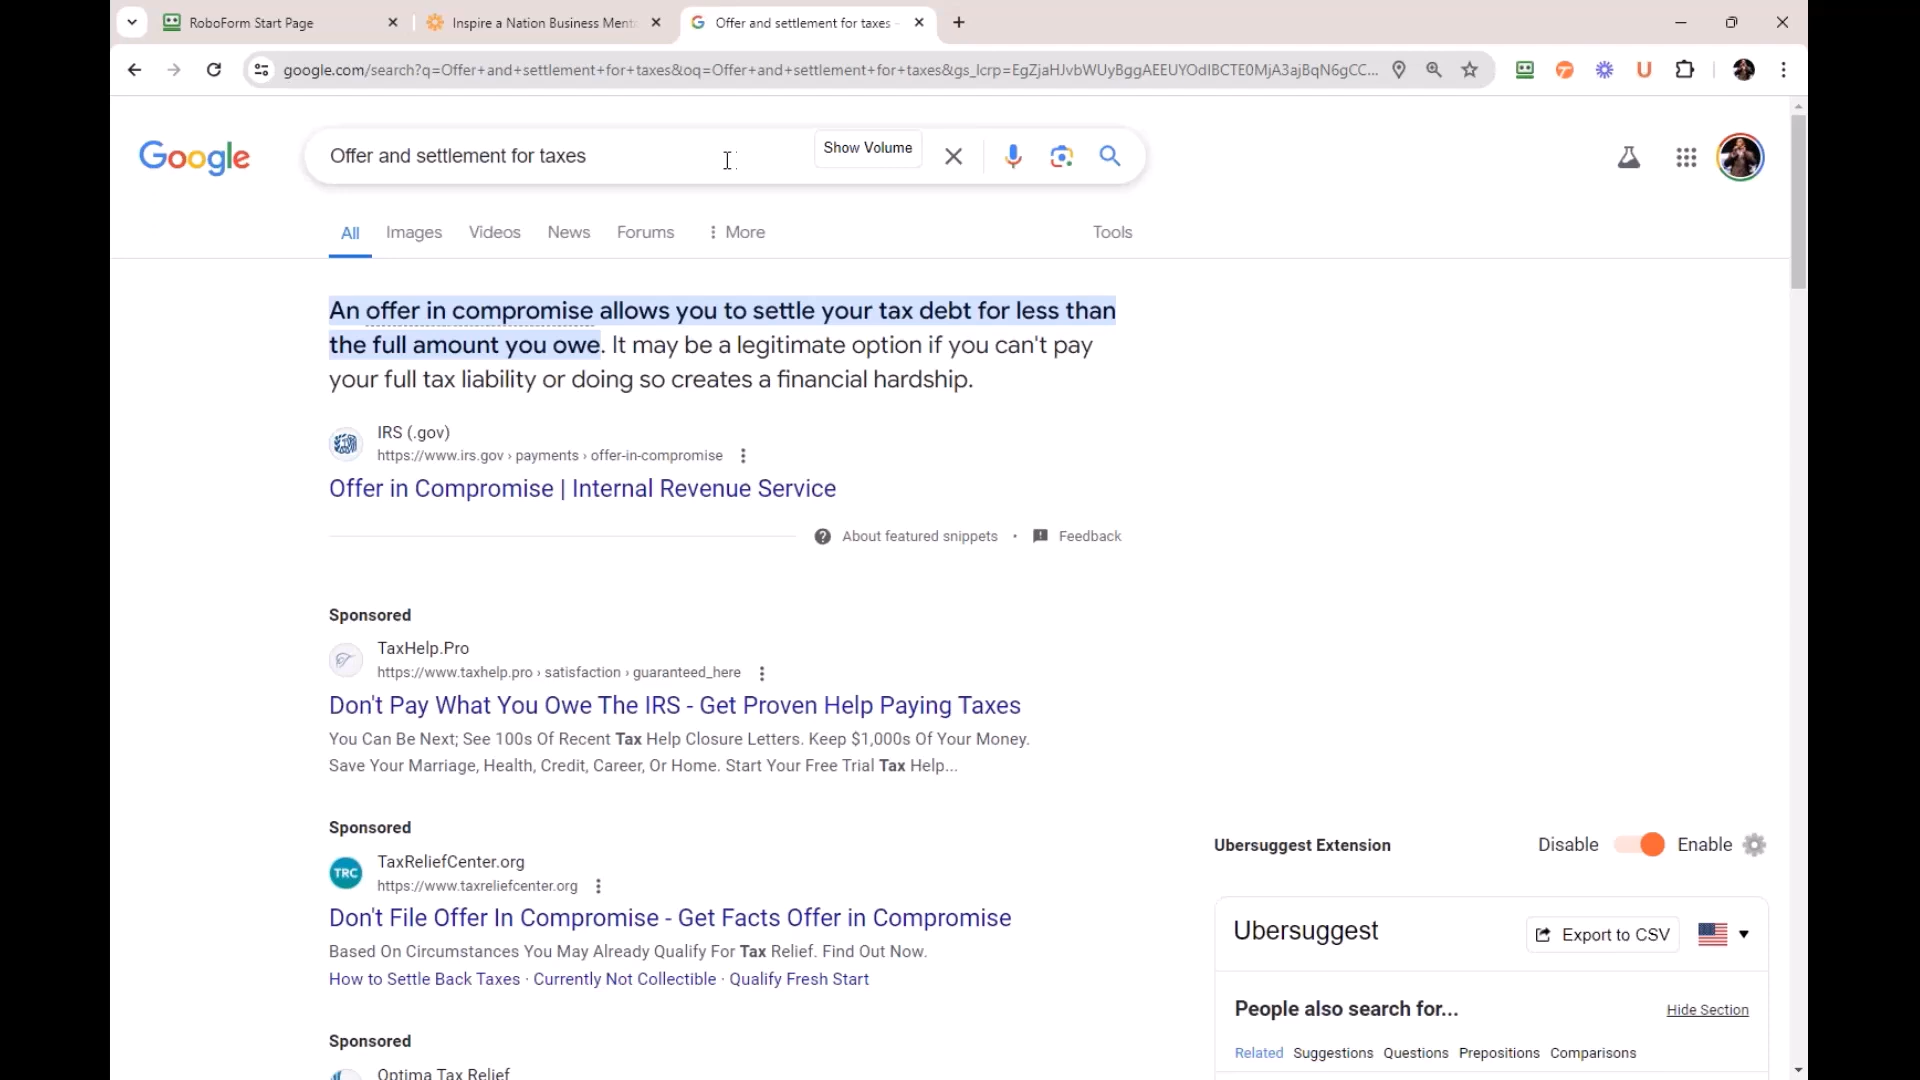 RoboForm Start Page
Inspire a Nation Business Ment
Offer and settlement for taxes -
google.com/search?q=Offer+and+settlement+for+taxes&oq=Offer+and+settlement+for+taxes&gs_lcrp=EgZjaHJvbWUyBggAEEUYOdIBCTE0MjA3ajBqN6gCC...
Google
Offer and settlement for taxes
Show Volume
All
Images
Videos
News
Forums
More
Tools
An offer in compromise allows you to settle your tax debt for less than
the full amount you owe. It may be a legitimate option if you can't pay
your full tax liability or doing so creates a financial hardship.
IRS (.gov)
https://www.irs.gov › payments › offer-in-compromise
Offer in Compromise | Internal Revenue Service
About featured snippets • Feedback
Sponsored
TaxHelp.Pro
https://www.taxhelp.pro › satisfaction › guaranteed_here
Don't Pay What You Owe The IRS - Get Proven Help Paying Taxes
You Can Be Next; See 100s Of Recent Tax Help Closure Letters. Keep $1,000s Of Your Money.
Save Your Marriage, Health, Credit, Career, Or Home. Start Your Free Trial Tax Help...
Sponsored
TRC
TaxReliefCenter.org
https://www.taxreliefcenter.org
Don't File Offer In Compromise - Get Facts Offer in Compromise
Based On Circumstances You May Already Qualify For Tax Relief. Find Out Now.
How to Settle Back Taxes · Currently Not Collectible · Qualify Fresh Start
Sponsored
Optima Tax Relief
Ubersuggest Extension
Disable
Enable
Ubersuggest
Export to CSV
People also search for...
Hide Section
Related Suggestions Questions Prepositions Comparisons